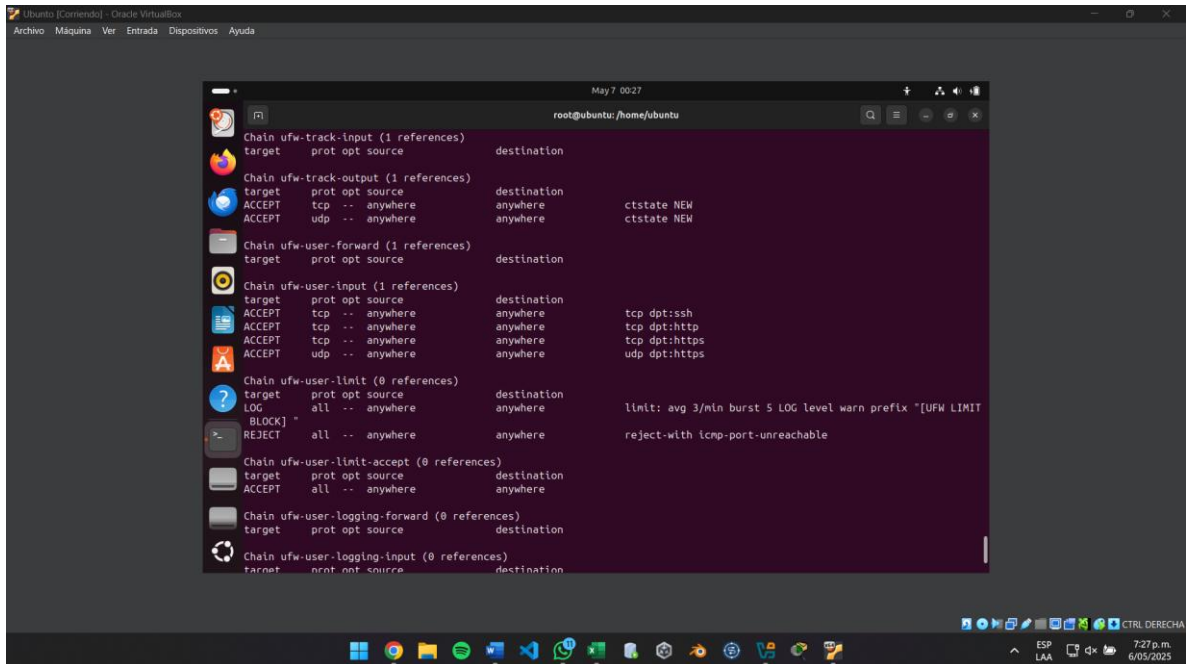 Ubunto [Corriendo] - Oracle VirtualBox
Archivo Máquina Ver Entrada Dispositivos Ayuda
May 7 00:27
root@ubuntu: /home/ubuntu
Chain ufw-track-input (1 references)
target prot opt source destination
Chain ufw-track-output (1 references)
target prot opt source destination
ACCEPT tcp -- anywhere anywhere ctstate NEW
ACCEPT udp -- anywhere anywhere ctstate NEW
Chain ufw-user-forward (1 references)
target prot opt source destination
Chain ufw-user-input (1 references)
target prot opt source destination
ACCEPT tcp -- anywhere anywhere tcp dpt:ssh
ACCEPT tcp -- anywhere anywhere tcp dpt:http
ACCEPT tcp -- anywhere anywhere tcp dpt:https
ACCEPT udp -- anywhere anywhere udp dpt:https
Chain ufw-user-limit (0 references)
target prot opt source destination
LOG all -- anywhere anywhere limit: avg 3/min burst 5 LOG level warn prefix "[UFW LIMIT
BLOCK] "
REJECT all -- anywhere anywhere reject-with icmp-port-unreachable
Chain ufw-user-limit-accept (0 references)
target prot opt source destination
ACCEPT all -- anywhere anywhere
Chain ufw-user-logging-forward (0 references)
target prot opt source destination
Chain ufw-user-logging-input (0 references)
target prot opt source destination
CTRL DERECHA
ESP
LAA
7:27 p. m.
6/05/2025